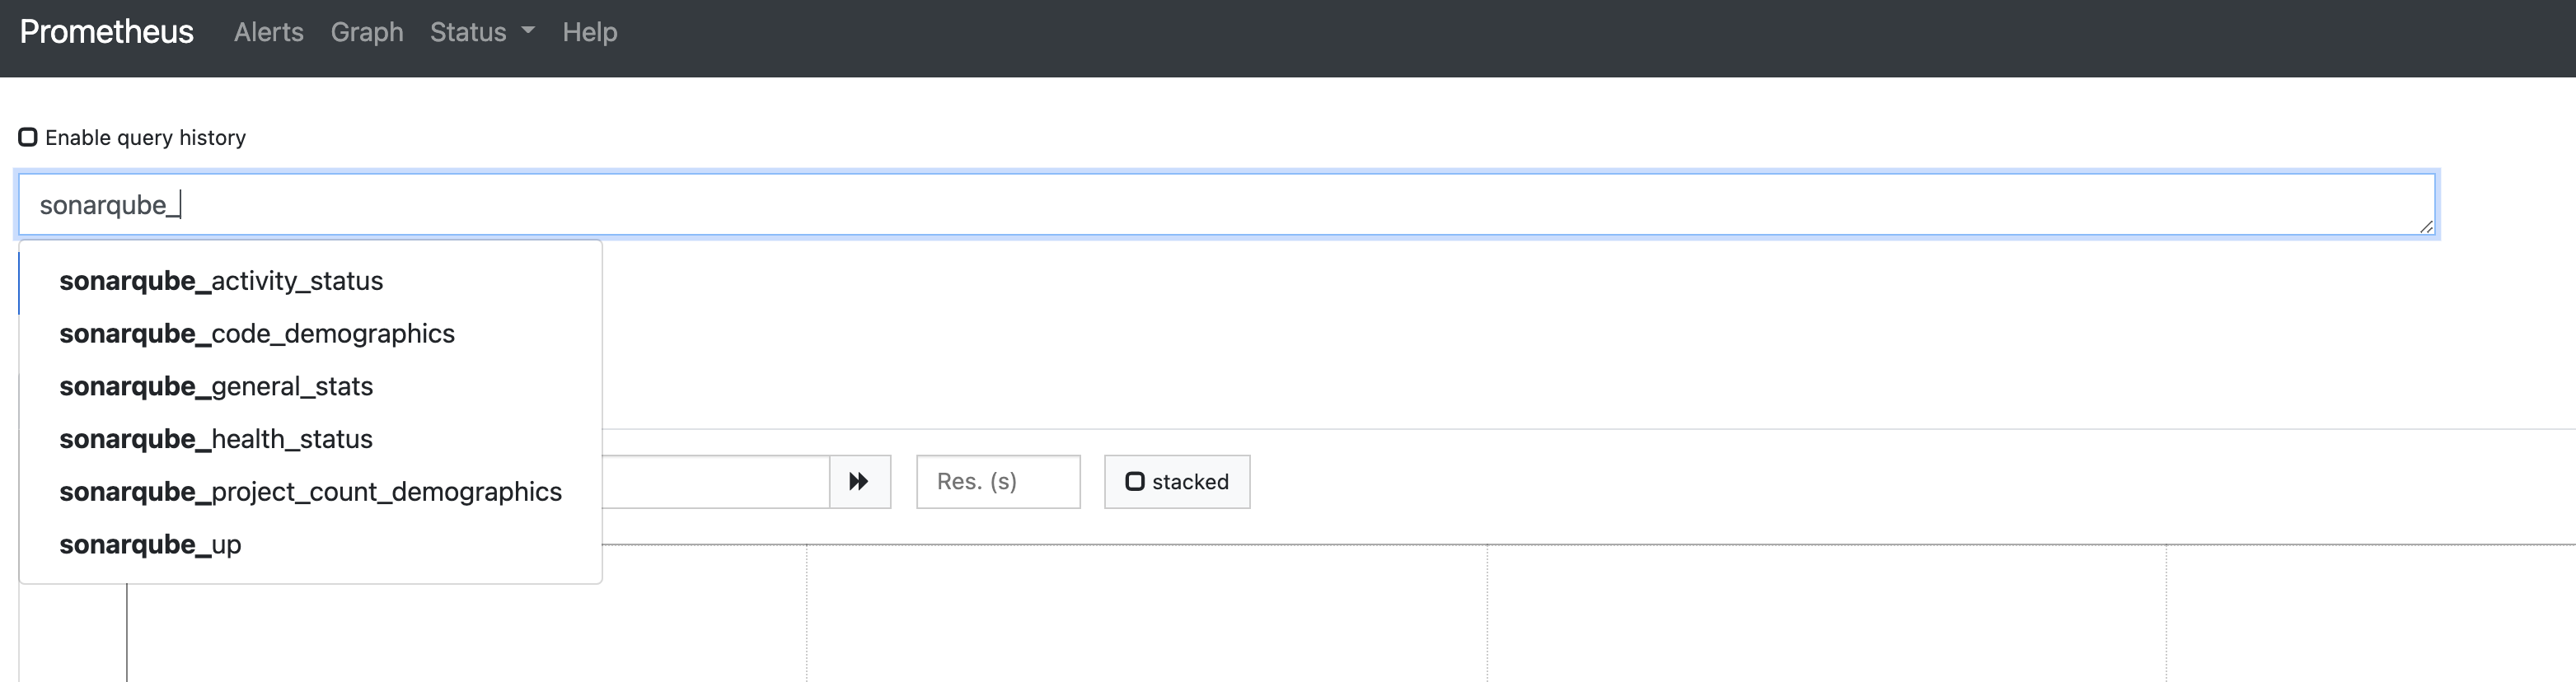 Prometheus Alerts Graph Status Help
Enable query history
sonarqube_
sonarqube_activity_status
sonarqube_code_demographics
sonarqube_general_stats
sonarqube_health_status
sonarqube_project_count_demographics
sonarqube_up
Res. (s) stacked